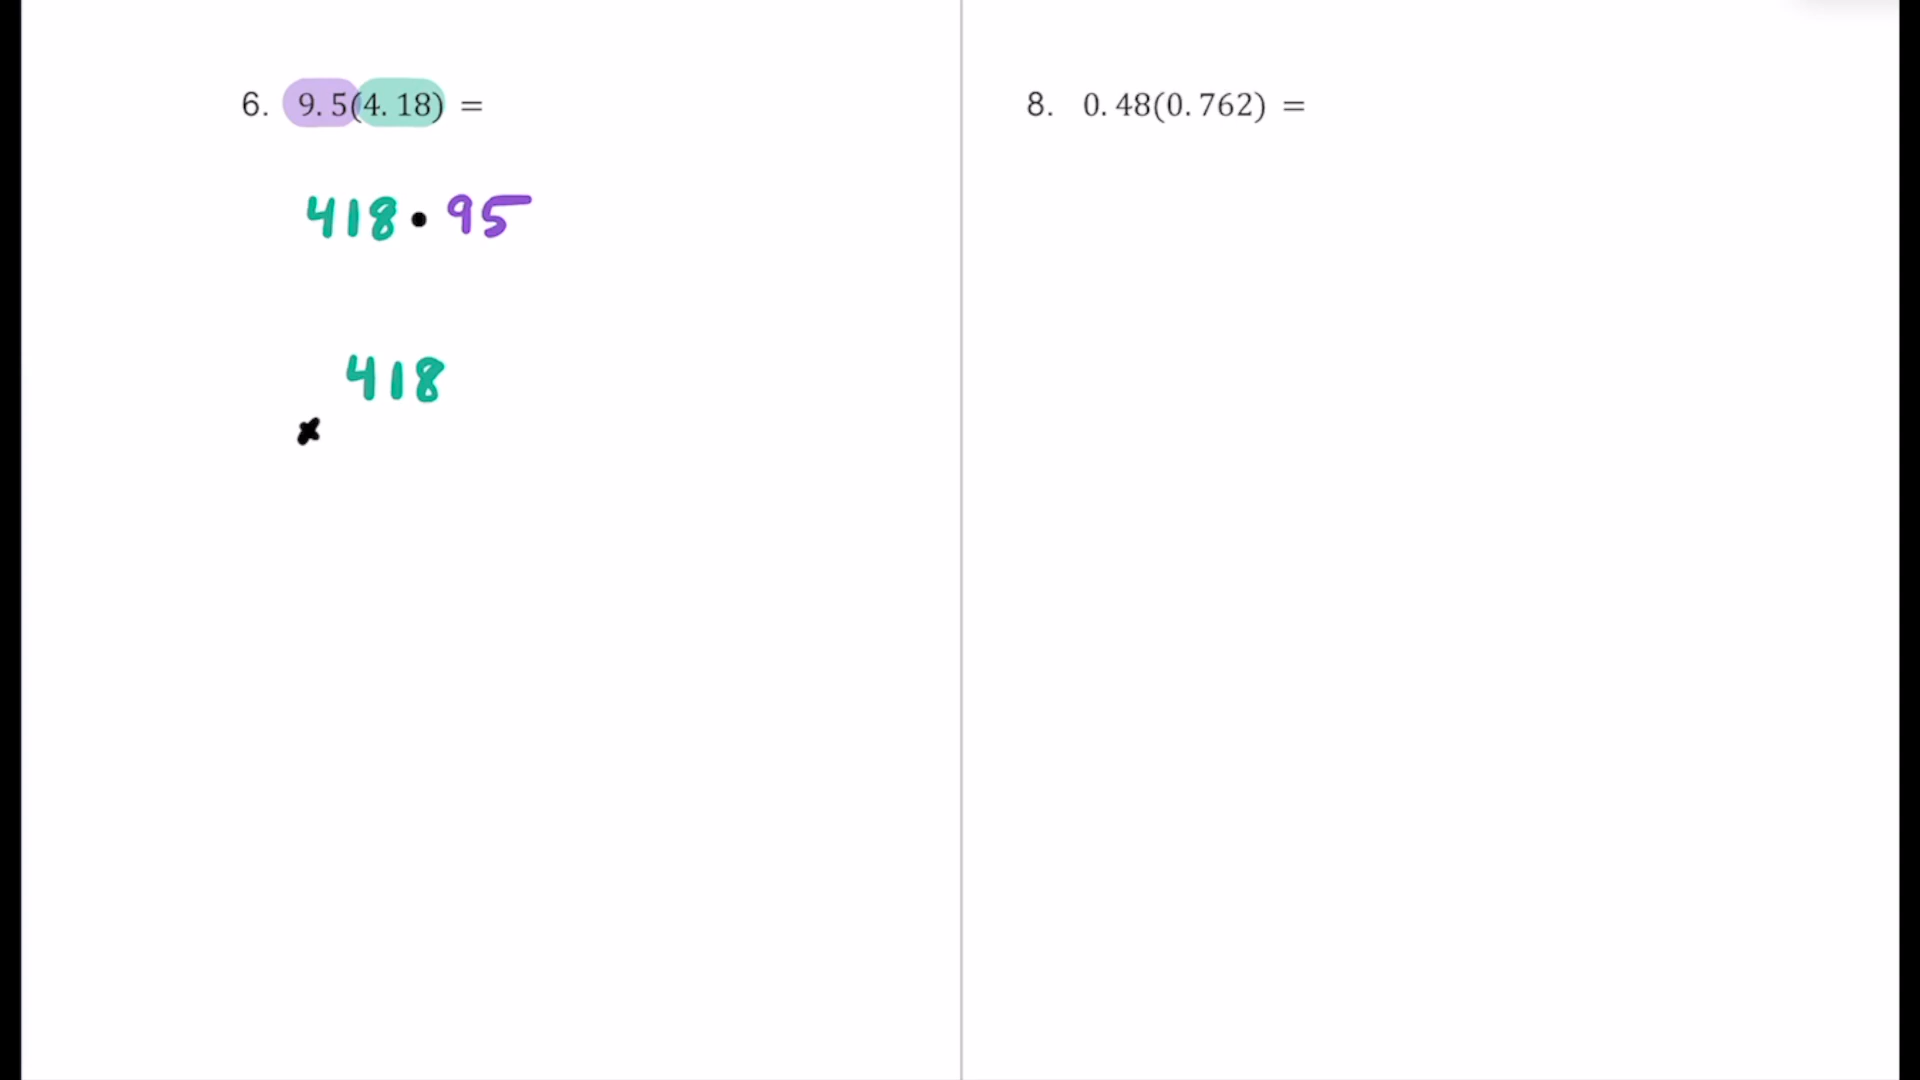 6. 9.5(4.18) =
418 • 95
418
×
8. 0.48(0.762) =